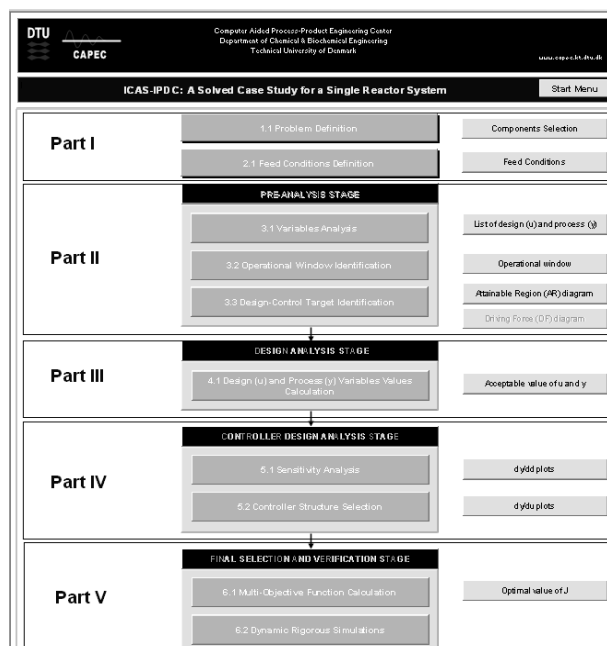 DTU
CAPEC
Computer Aided Process-Product Engineering Center
Department of Chemical & Biochemical Engineering
Technical University of Denmark
www.capec.kt.dtu.dk
ICAS-IPDC: A Solved Case Study for a Single Reactor System
Start Menu
Part I
1.1 Problem Definition
Components Selection
2.1 Feed Conditions Definition
Feed Conditions
Part II
PRE-ANALYSIS STAGE
3.1 Variables Analysis
List of design (u) and process (y)
3.2 Operational Window Identification
Operational window
3.3 Design-Control Target Identification
Attainable Region (AR) diagram
Driving Force (DF) diagram
Part III
DESIGN ANALYSIS STAGE
4.1 Design (u) and Process (y) Variables Values
Calculation
Acceptable value of u and y
Part IV
CONTROLLER DESIGN ANALYSIS STAGE
5.1 Sensitivity Analysis
dy/dd plots
5.2 Controller Structure Selection
dy/du plots
Part V
FINAL SELECTION AND VERIFICATION STAGE
6.1 Multi-Objective Function Calculation
Optimal value of J
6.2 Dynamic Rigorous Simulations